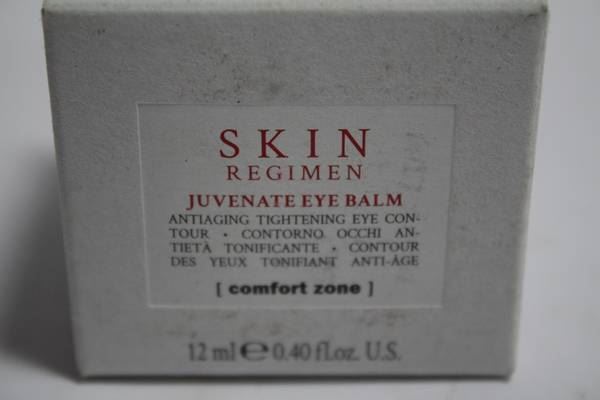 SKIN
REGIMEN
JUVENATE EYE BALM
ANTIAGING TIGHTENING EYE CON-
TOUR • CONTORNO OCCHI AN-
TIETÀ TONIFICANTE • CONTOUR
DES YEUX TONIFIANT ANTI-ÂGE
[ comfort zone ]
12 ml ℮ 0.40 fl.oz. U.S.